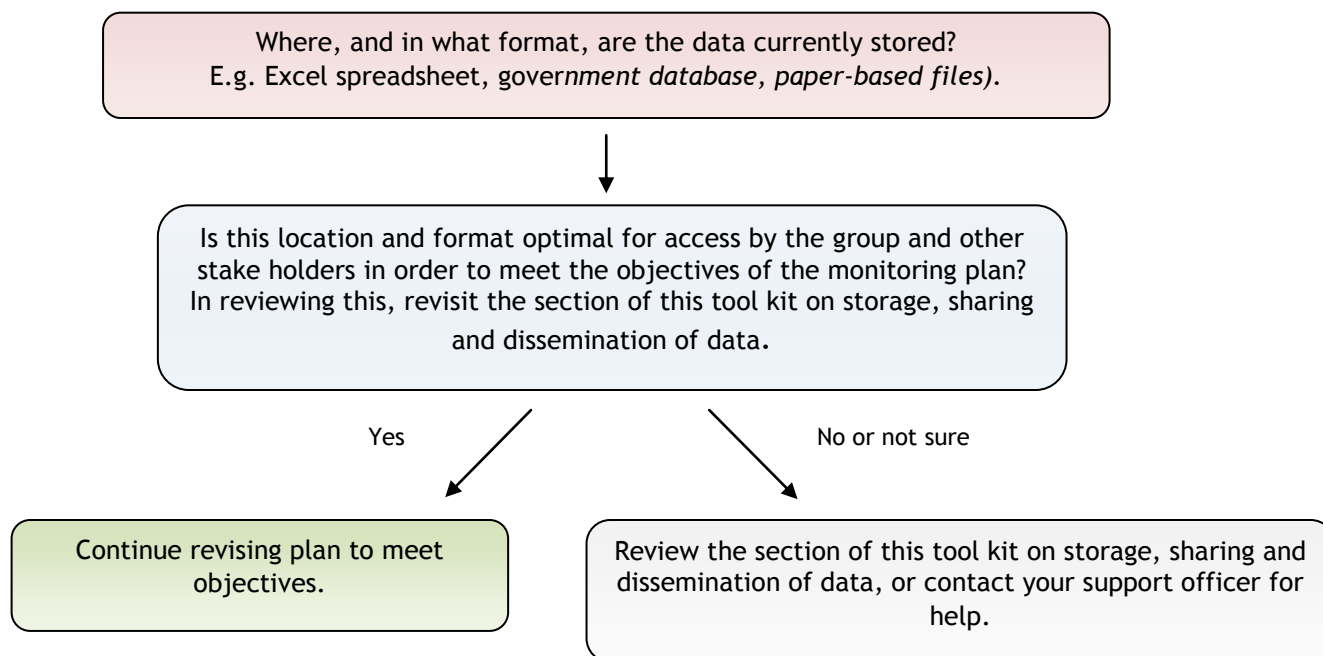 Where, and in what format, are the data currently stored?
E.g. Excel spreadsheet, government database, paper-based files).
Is this location and format optimal for access by the group and other
stake holders in order to meet the objectives of the monitoring plan?
In reviewing this, revisit the section of this tool kit on storage, sharing
and dissemination of data.
Yes
No or not sure
Continue revising plan to meet
objectives.
Review the section of this tool kit on storage, sharing and
dissemination of data, or contact your support officer for
help.